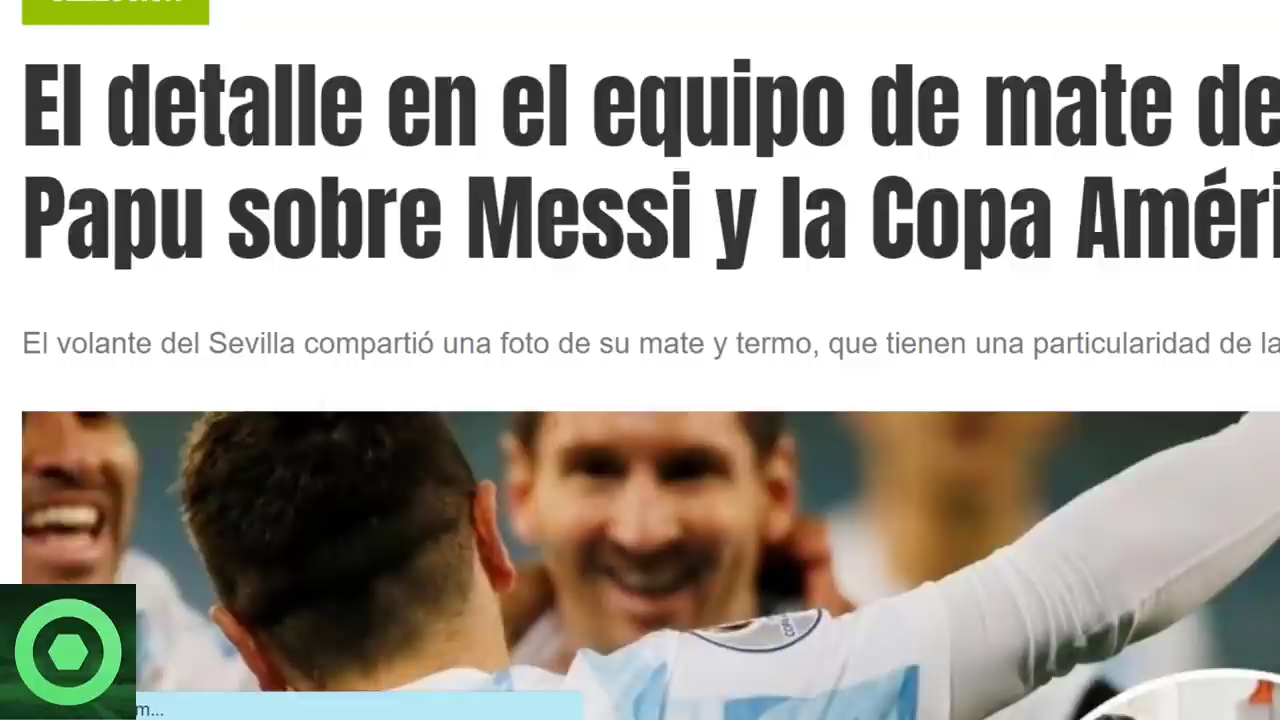 El detalle en el equipo de mate de
Papu sobre Messi y la Copa Améri
El volante del Sevilla compartió una foto de su mate y termo, que tienen una particularidad de la
m...